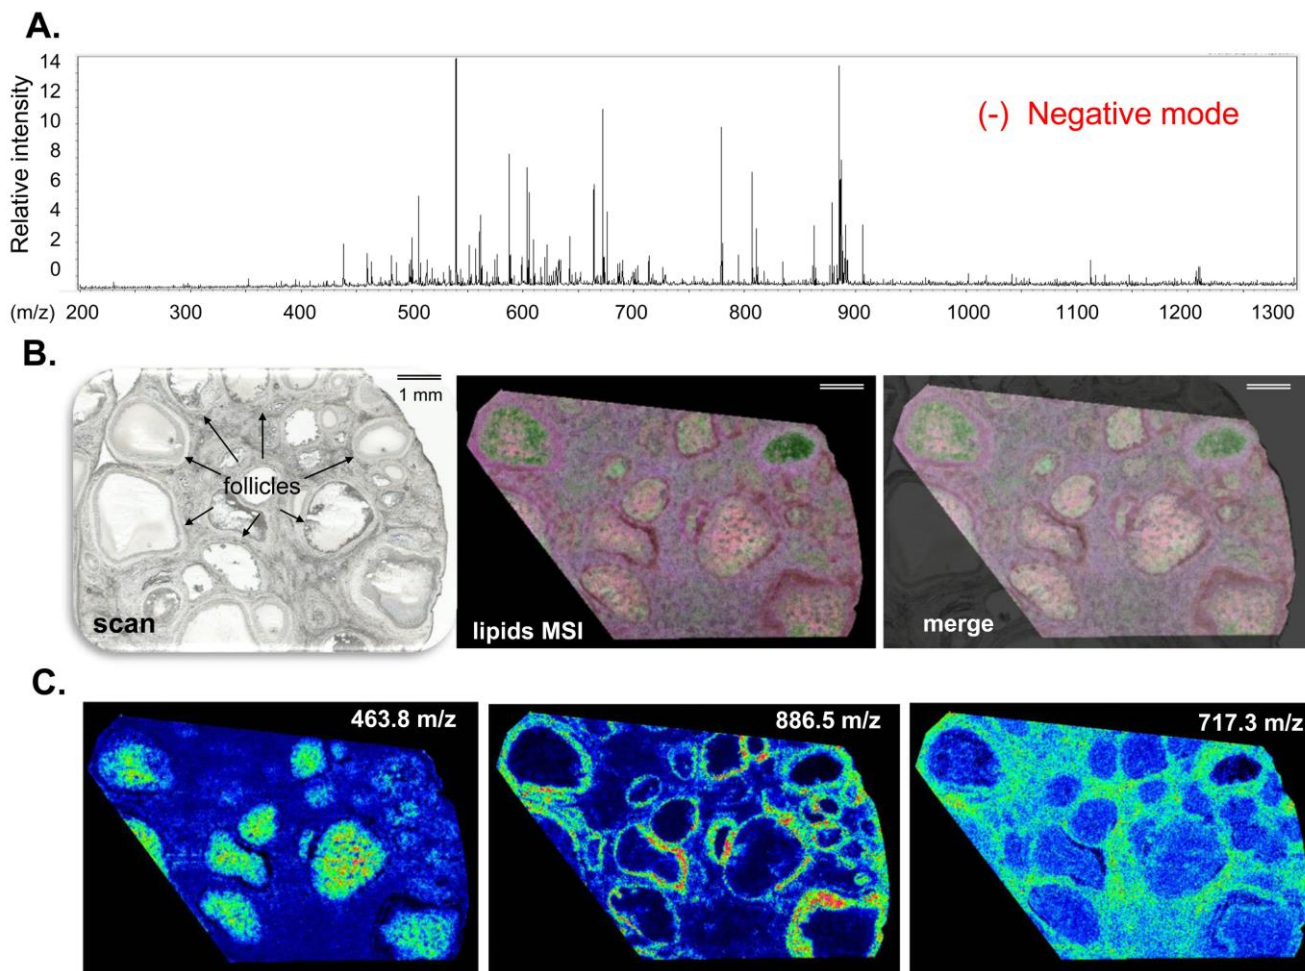 A.
Relative intensity
14
12
10
8
6
4
2
0
(-) Negative mode
(m/z) 200 300 400 500 600 700 800 900 1000 1100 1200 1300
B.
1 mm
follicles
scan
lipids MSI
merge
C.
463.8 m/z
886.5 m/z
717.3 m/z